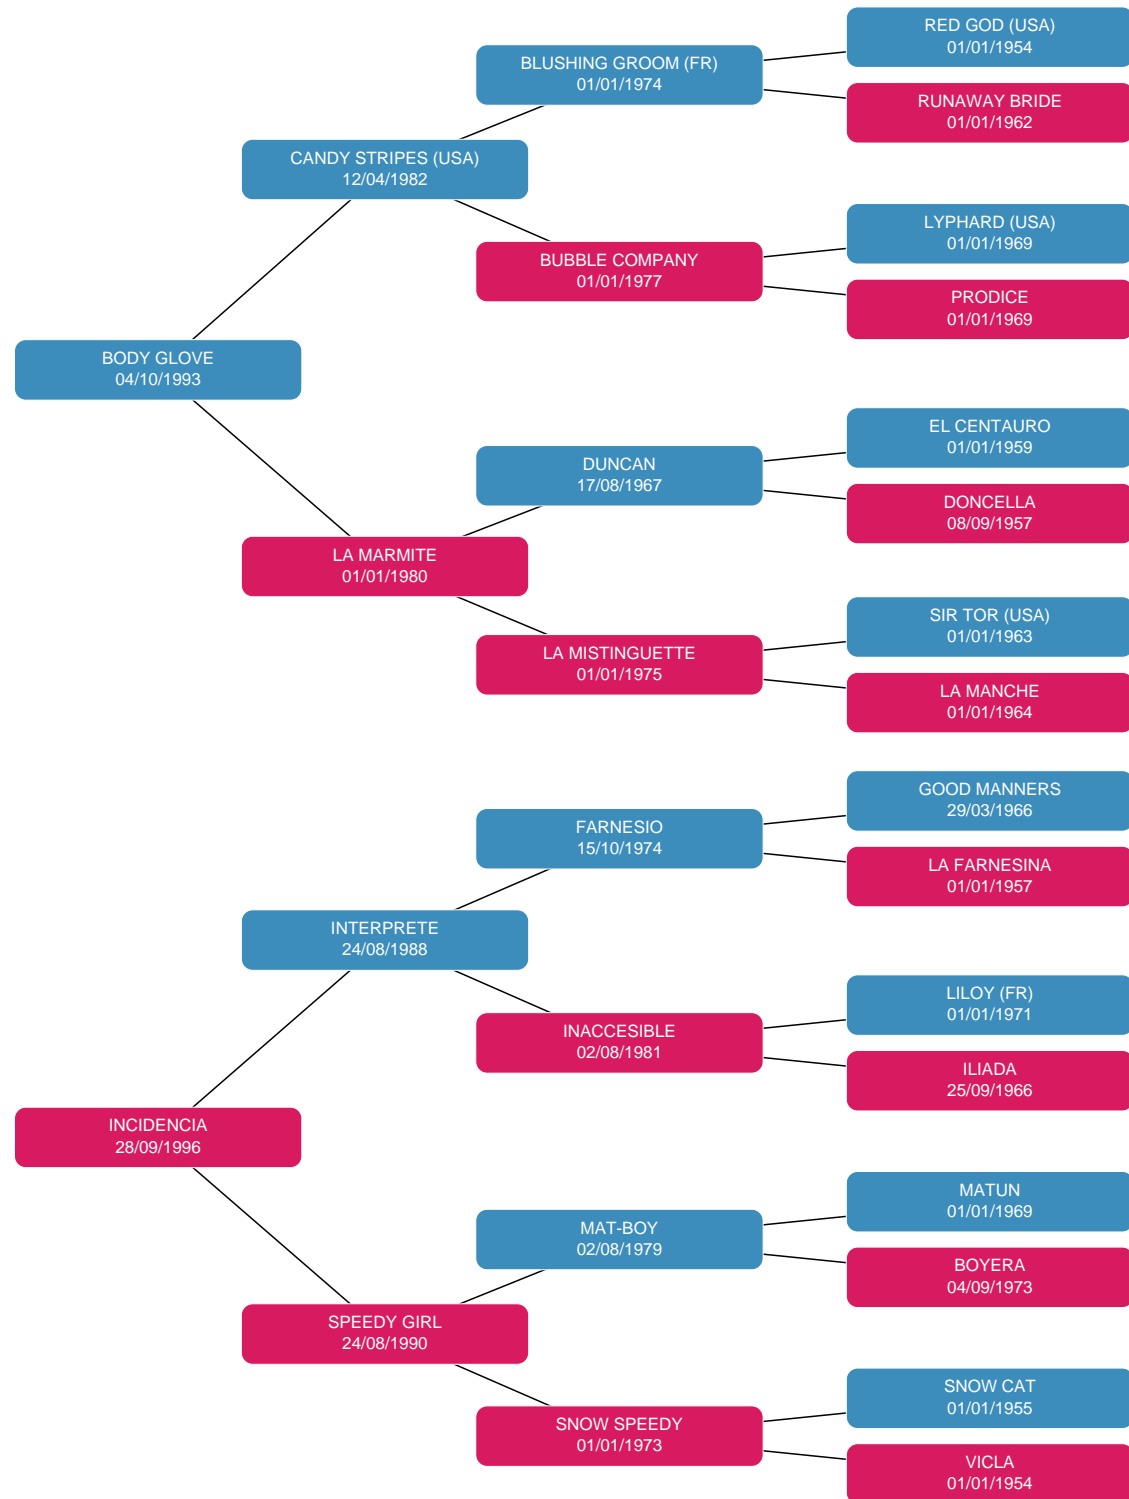 RED GOD (USA)
01/01/1954
BLUSHING GROOM (FR)
01/01/1974
RUNAWAY BRIDE
01/01/1962
CANDY STRIPES (USA)
12/04/1982
LYPHARD (USA)
01/01/1969
BUBBLE COMPANY
01/01/1977
PRODICE
01/01/1969
BODY GLOVE
04/10/1993
EL CENTAURO
01/01/1959
DUNCAN
17/08/1967
DONCELLA
08/09/1957
LA MARMITE
01/01/1980
SIR TOR (USA)
01/01/1963
LA MISTINGUETTE
01/01/1975
LA MANCHE
01/01/1964
GOOD MANNERS
29/03/1966
FARNESIO
15/10/1974
LA FARNESINA
01/01/1957
INTERPRETE
24/08/1988
LILOY (FR)
01/01/1971
INACCESIBLE
02/08/1981
ILIADA
25/09/1966
INCIDENCIA
28/09/1996
MATUN
01/01/1969
MAT-BOY
02/08/1979
BOYERA
04/09/1973
SPEEDY GIRL
24/08/1990
SNOW CAT
01/01/1955
SNOW SPEEDY
01/01/1973
VICLA
01/01/1954